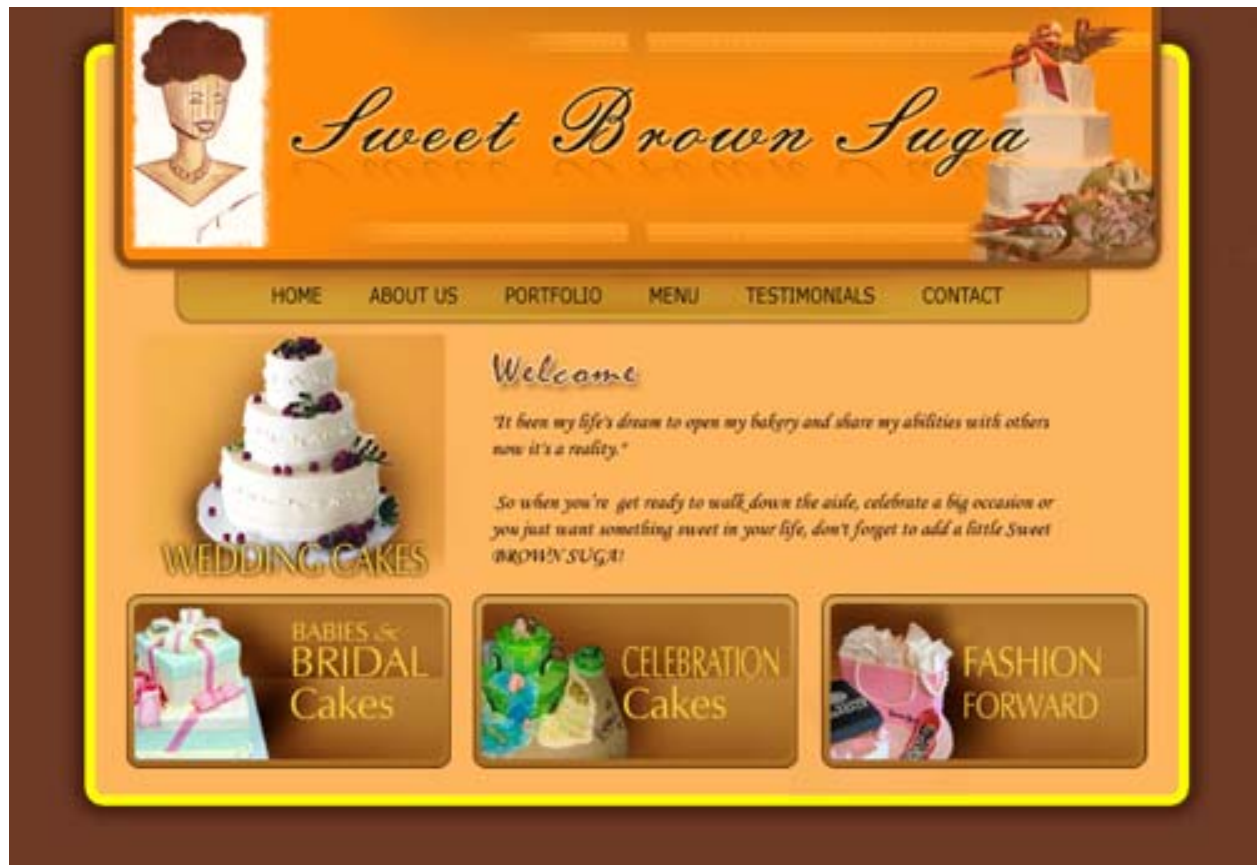 Sweet Brown Suga
HOME ABOUT US PORTFOLIO MENU TESTIMONIALS CONTACT
Welcome
"It been my life's dream to open my bakery and share my abilities with others
now it's a reality."
So when you're get ready to walk down the aisle, celebrate a big occasion or
you just want something sweet in your life, don't forget to add a little Sweet
BROWN SUGA!
WEDDING CAKES
BABIES &
BRIDAL
Cakes
CELEBRATION
Cakes
FASHION
FORWARD